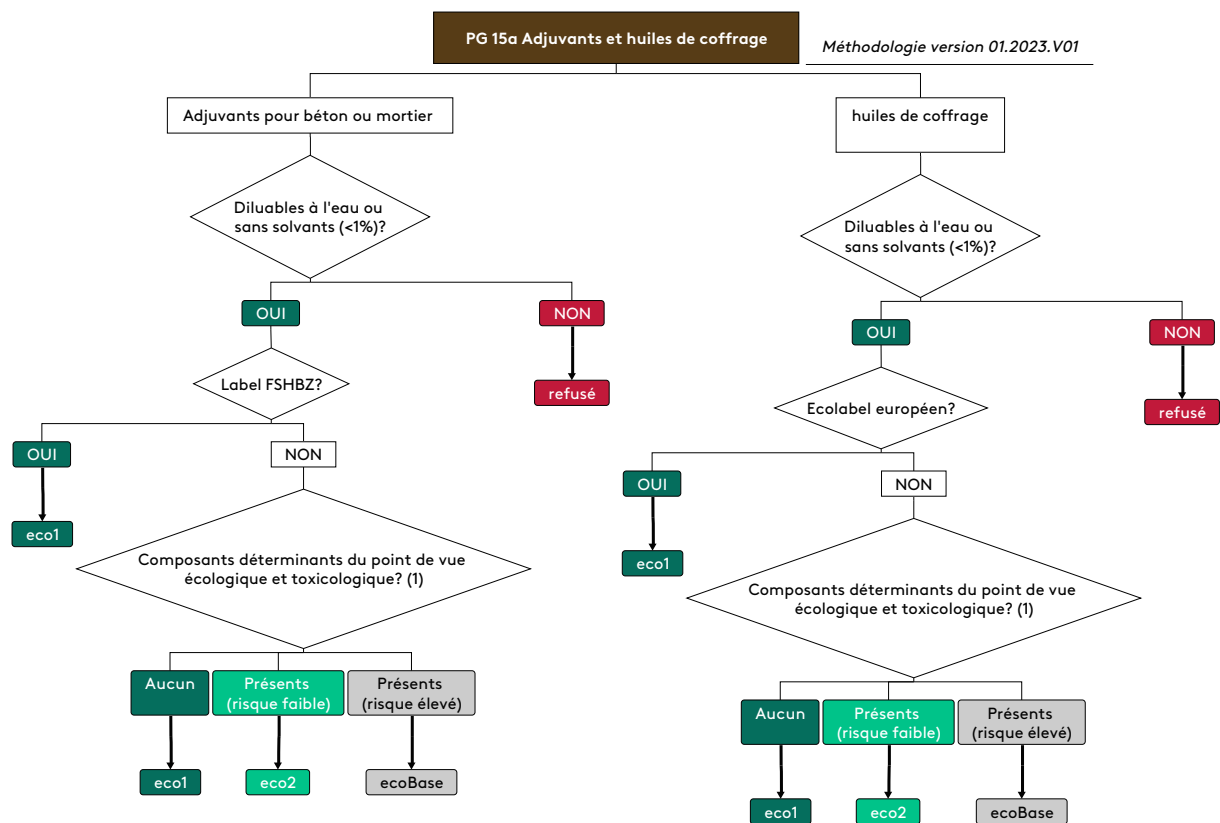 PG 15a Adjuvants et huiles de coffrage
Méthodologie version 01.2023.V01
Adjuvants pour béton ou mortier
Diluables à l'eau ou
sans solvants (<1%)?
OUI
NON
refusé
Label FSHBZ?
OUI
NON
eco1
Composants déterminants du point de vue
écologique et toxicologique? (1)
Aucun
Présents
(risque faible)
Présents
(risque élevé)
eco1
eco2
ecoBase
huiles de coffrage
Diluables à l'eau ou
sans solvants (<1%)?
OUI
NON
refusé
Ecolabel européen?
OUI
NON
eco1
Composants déterminants du point de vue
écologique et toxicologique? (1)
Aucun
Présents
(risque faible)
Présents
(risque élevé)
eco1
eco2
ecoBase